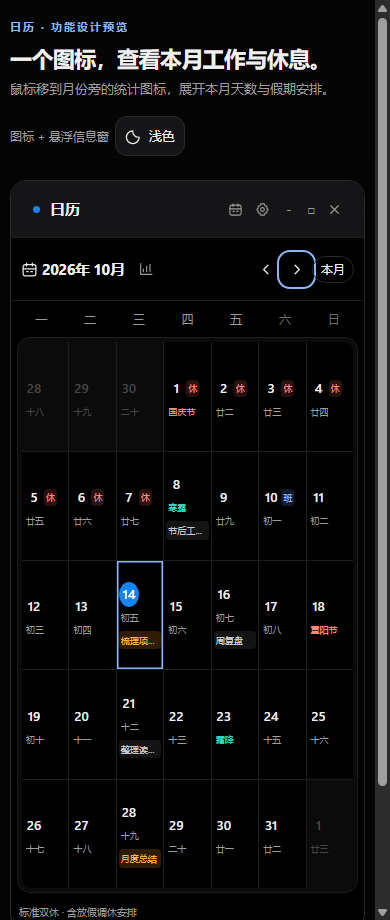 日历 · 功能设计预览
一个图标，查看本月工作与休息。
鼠标移到月份旁的统计图标，展开本月天数与假期安排。
图标 + 悬浮信息窗 浅色
日历
2026年 10月 本月
一 二 三 四 五 六 日
28 29 30 1 休 2 休 3 休 4 休
十八 十九 二十 国庆节 廿二 廿三 廿四
5 休 6 休 7 休 8 9 10 班 11
廿五 廿六 廿七 寒露 廿九 初一 初二
节后工...
12 13 14 15 16 17 18
初三 初四 初五 初六 初七 初八 重阳节
梳理项... 周复盘
19 20 21 22 23 24 25
初十 十一 十二 十三 霜降 十五 十六
整理读...
26 27 28 29 30 31 1
十七 十八 十九 二十 廿一 廿二 廿三
月度总结
标准双休 · 含放假调休安排